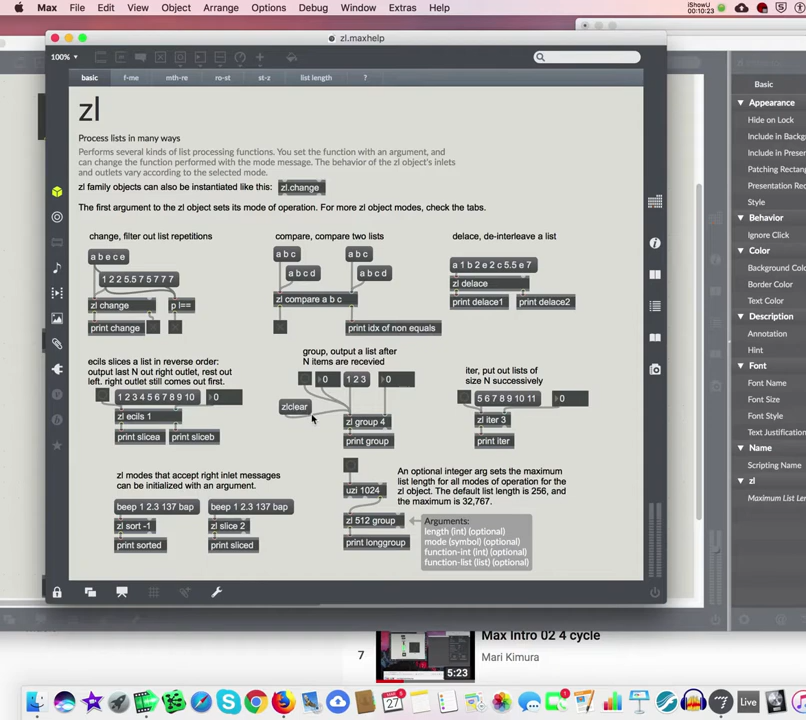 Max File Edit View Object Arrange Options Debug Window Extras Help
iShowU
00:10:23
zl.maxhelp
100%
basic f-me mth-re ro-st st-z list length ?
zl
Process lists in many ways
Performs several kinds of list processing functions. You set the function with an argument, and
can change the function performed with the mode message. The behavior of the zl object's inlets
and outlets vary according to the selected mode.
zl family objects can also be instantiated like this: zl.change
The first argument to the zl object sets its mode of operation. For more zl object modes, check the tabs.
change, filter out list repetitions
a b e c e
1 2 2 5.5 7 5 7 7 7
zl change
p l==
print change
compare, compare two lists
a b c a b c
a b c d a b c d
zl compare a b c
print idx of non equals
delace, de-interleave a list
a 1 b 2 e 2 c 5.5 e 7
zl delace
print delace1 print delace2
ecils slices a list in reverse order:
output last N out right outlet, rest out
left. right outlet still comes out first.
1 2 3 4 5 6 7 8 9 10 0
zl ecils 1
print slicea print sliceb
group, output a list after
N items are recevied
0 1 2 3 0
zlclear
zl group 4
print group
iter, put out lists of
size N successively
5 6 7 8 9 10 11 0
zl iter 3
print iter
zl modes that accept right inlet messages
can be initialized with an argument.
beep 1 2.3 137 bap beep 1 2.3 137 bap
zl sort -1 zl slice 2
print sorted print sliced
uzi 1024
zl 512 group
print longgroup
An optional integer arg sets the maximum
list length for all modes of operation for the
zl object. The default list length is 256, and
the maximum is 32,767.
Arguments:
length (int) (optional)
mode (symbol) (optional)
function-int (int) (optional)
function-list (list) (optional)
Basic
Appearance
Hide on Lock
Include in Backg
Include in Presen
Patching Rectang
Presentation Rec
Style
Behavior
Ignore Click
Color
Background Colo
Border Color
Text Color
Description
Annotation
Hint
Font
Font Name
Font Size
Font Style
Text Justification
Name
Scripting Name
zl
Maximum List Len
7
Max Intro 02 4 cycle
Mari Kimura
5:23
27
Live